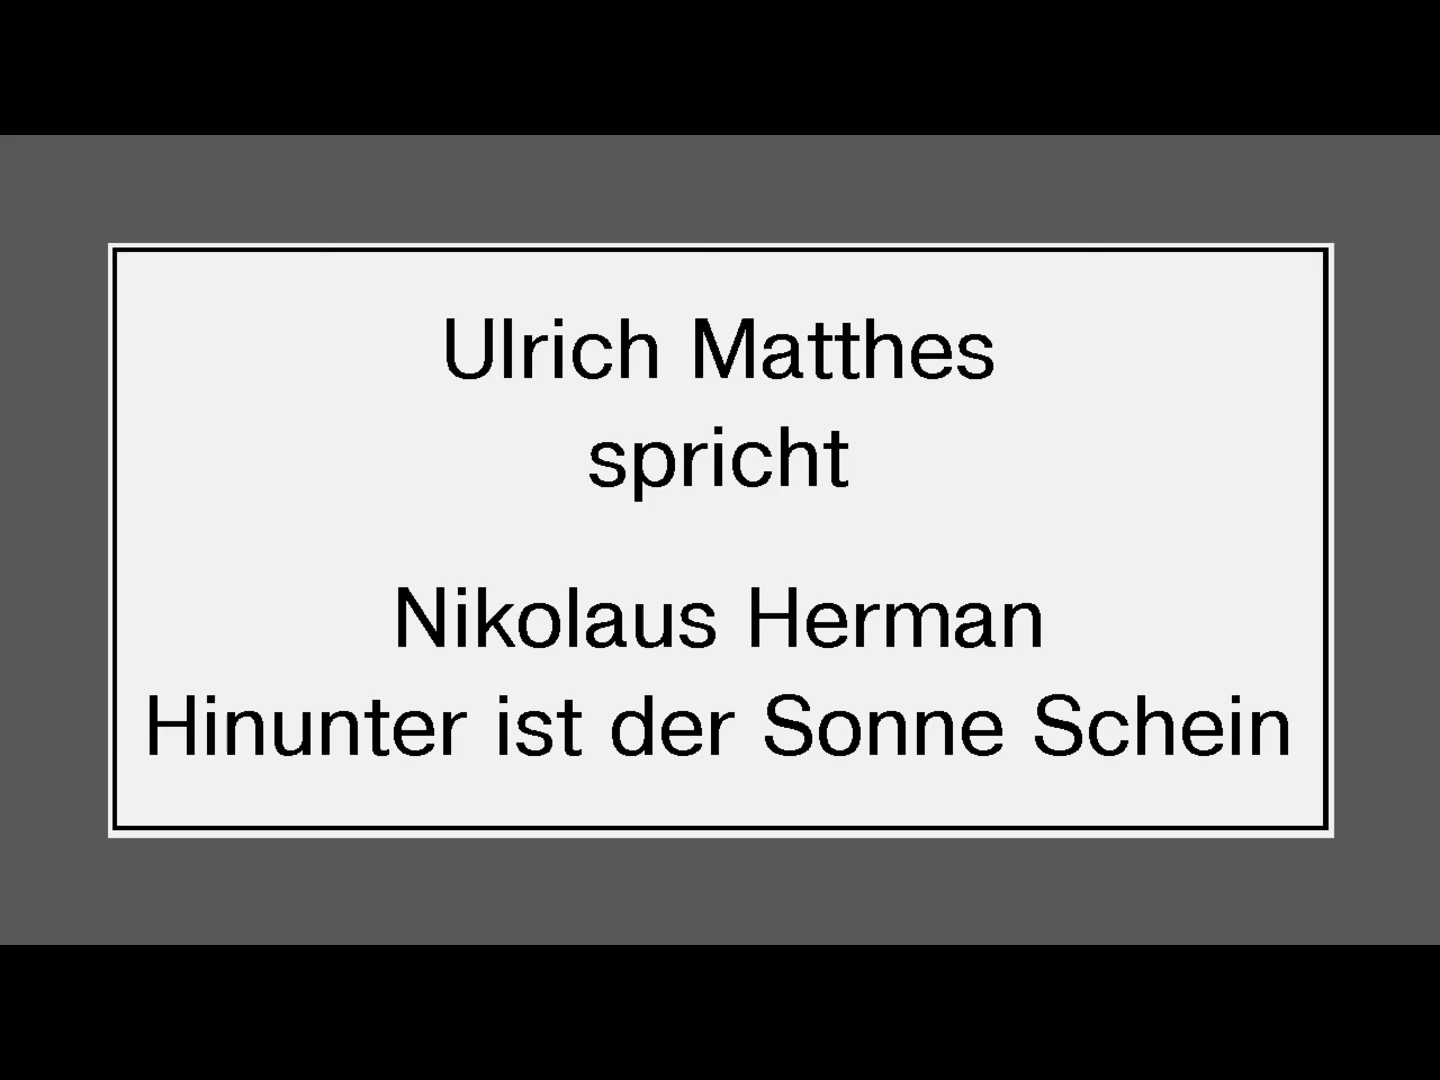 Ulrich Matthes
spricht
Nikolaus Herman
Hinunter ist der Sonne Schein